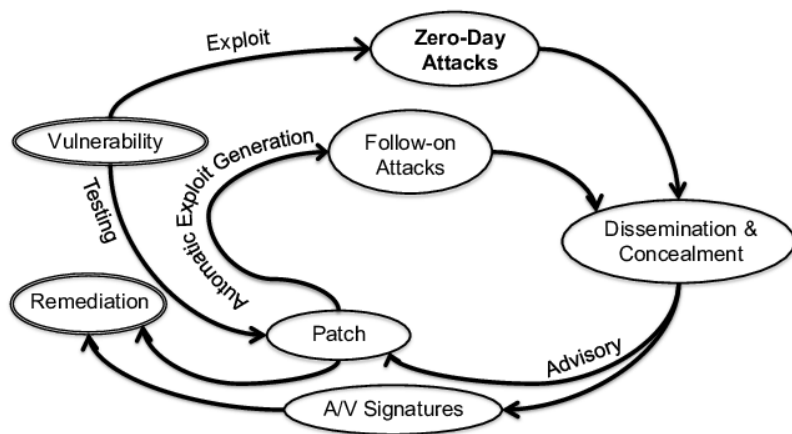 Exploit
Zero-Day
Attacks
Vulnerability
Automatic Exploit Generation
Follow-on
Attacks
Testing
Dissemination &
Concealment
Remediation
Patch
Advisory
A/V Signatures